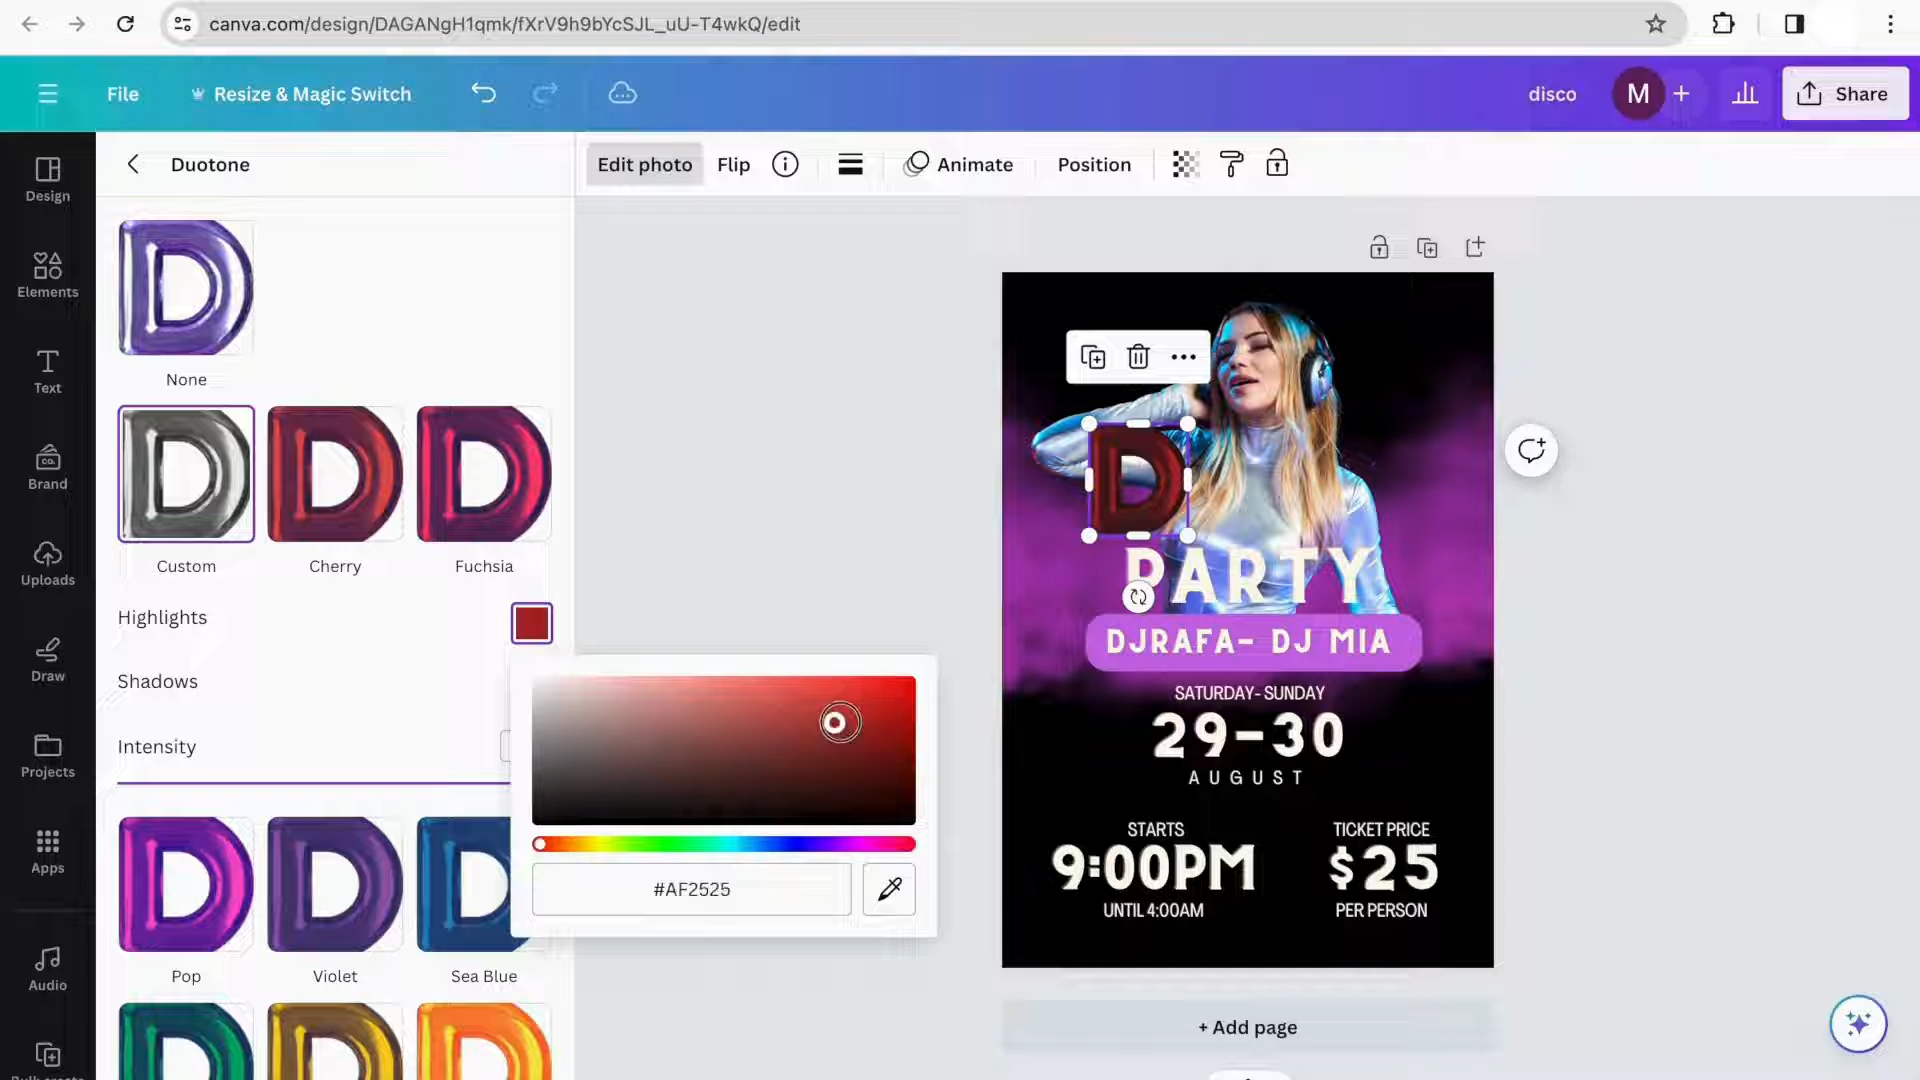 canva.com/design/DAGANgH1qmk/fXrV9h9bYcSJL_uU-T4wkQ/edit
File
Resize & Magic Switch
disco
M
Share
Design
Elements
Text
Brand
Uploads
Draw
Projects
Apps
Audio
Duotone
None
Custom
Cherry
Fuchsia
Highlights
Shadows
Intensity
Pop
Violet
Sea Blue
#AF2525
Edit photo
Flip
Animate
Position
D
PARTY
DJRAFA- DJ MIA
SATURDAY- SUNDAY
29-30
AUGUST
STARTS
9:00PM
UNTIL 4:00AM
TICKET PRICE
$25
PER PERSON
+ Add page